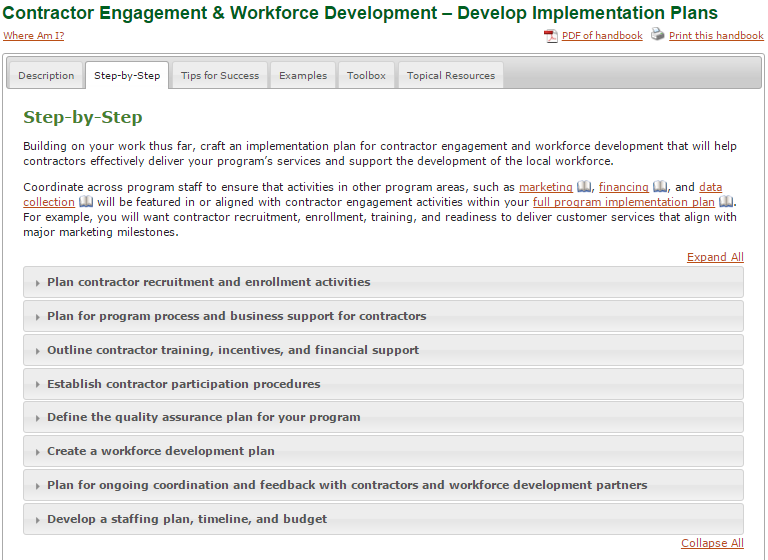 Contractor Engagement & Workforce Development – Develop Implementation Plans
Where Am I? PDF of handbook Print this handbook
Description Step-by-Step Tips for Success Examples Toolbox Topical Resources
Step-by-Step
Building on your work thus far, craft an implementation plan for contractor engagement and workforce development that will help
contractors effectively deliver your program's services and support the development of the local workforce.
Coordinate across program staff to ensure that activities in other program areas, such as marketing, financing, and data
collection will be featured in or aligned with contractor engagement activities within your full program implementation plan.
For example, you will want contractor recruitment, enrollment, training, and readiness to deliver customer services that align with
major marketing milestones.
Expand All
Plan contractor recruitment and enrollment activities
Plan for program process and business support for contractors
Outline contractor training, incentives, and financial support
Establish contractor participation procedures
Define the quality assurance plan for your program
Create a workforce development plan
Plan for ongoing coordination and feedback with contractors and workforce development partners
Develop a staffing plan, timeline, and budget
Collapse All